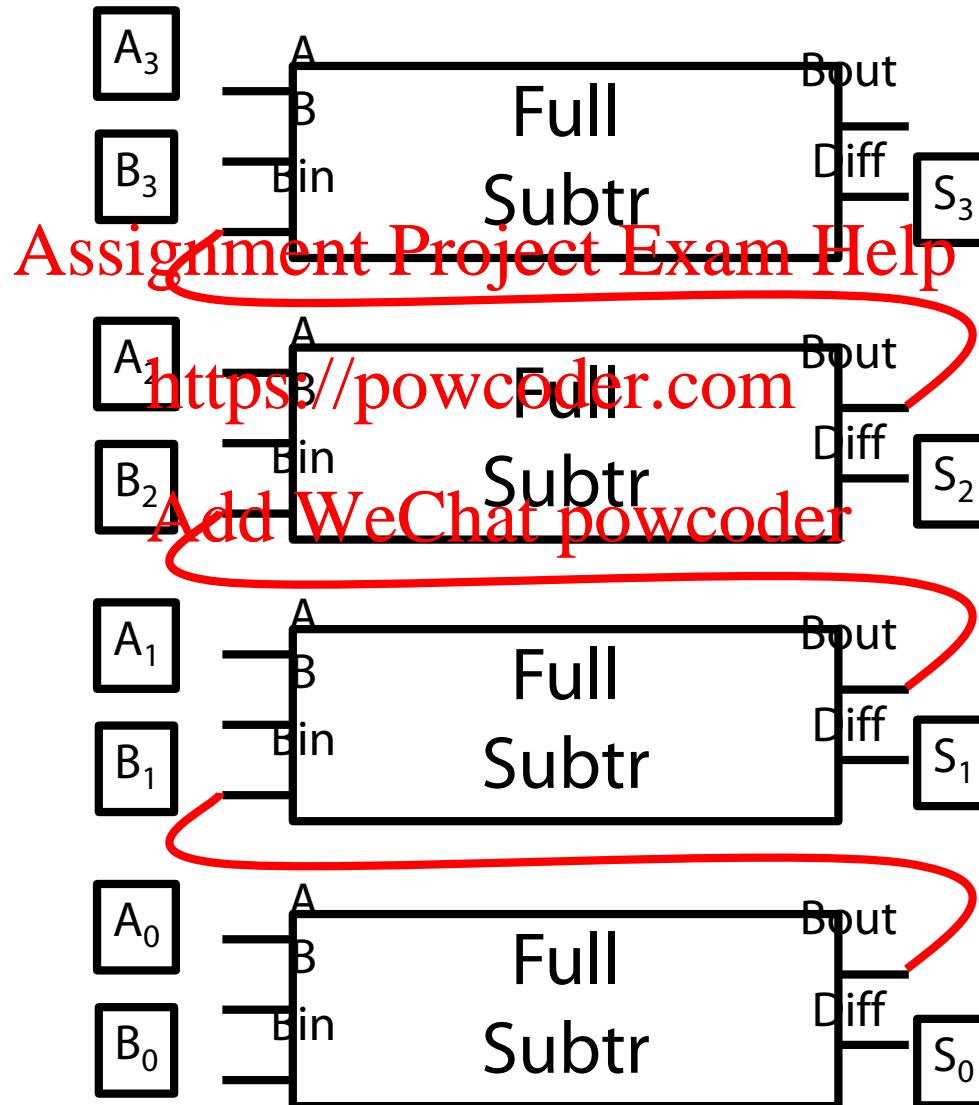 A₃
A
Bout
B
Full
B₃
Bin
Diff
Subtr
S₃
Assignment Project Exam Help
A
Bout
A₂
https://powcoder.com
B
Full
Bin
Diff
B₂
Subtr
S₂
Add WeChat powcoder
A
Bout
A₁
B
Full
Bin
Diff
B₁
Subtr
S₁
A
Bout
A₀
B
Full
Bin
Diff
B₀
Subtr
S₀